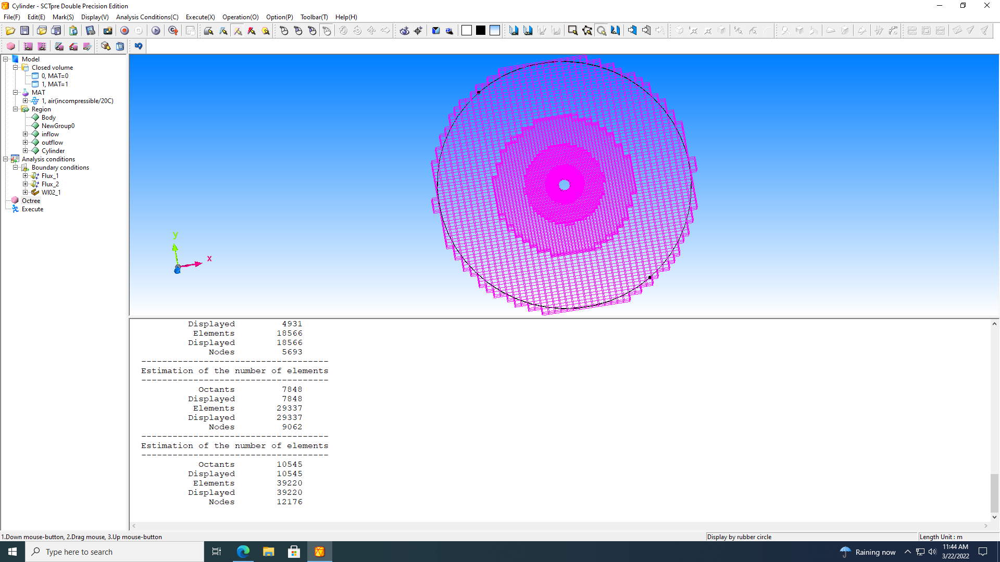 Cylinder - SCTpre Double Precision Edition
File(F) Edit(E) Mark(S) Display(V) Analysis Conditions(C) Execute(X) Operation(O) Option(P) Toolbar(T) Help(H)
Model
Closed volume
0, MAT=0
1, MAT=1
MAT
1, air(incompressible/20C)
Region
Body
NewGroup0
inflow
outflow
Cylinder
Analysis conditions
Boundary conditions
Flux_1
Flux_2
Wl02_1
Octree
Execute
y
x
Displayed 4931
Elements 18566
Displayed 18566
Nodes 5693
------------------------------------
Estimation of the number of elements
------------------------------------
Octants 7848
Displayed 7848
Elements 29337
Displayed 29337
Nodes 9062
------------------------------------
Estimation of the number of elements
------------------------------------
Octants 10545
Displayed 10545
Elements 39220
Displayed 39220
Nodes 12176
1.Down mouse-button, 2.Drag mouse, 3.Up mouse-button
Display by rubber circle
Length Unit : m
Type here to search
Raining now
11:44 AM
3/22/2022